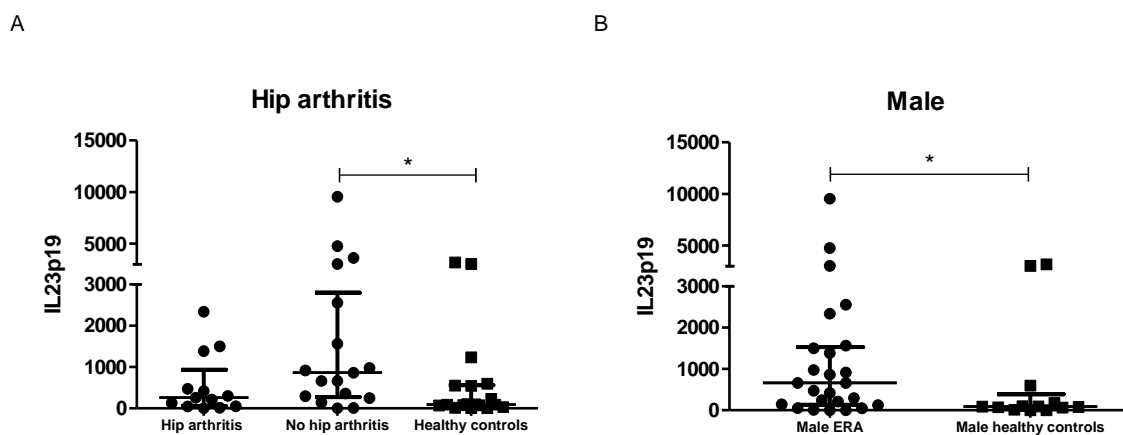 A
B
Hip arthritis
Male
15000
10000
5000
3000
2000
1000
0
IL23p19
Hip arthritis
No hip arthritis
Healthy controls
*
15000
10000
5000
3000
2000
1000
0
IL23p19
Male ERA
Male healthy controls
*